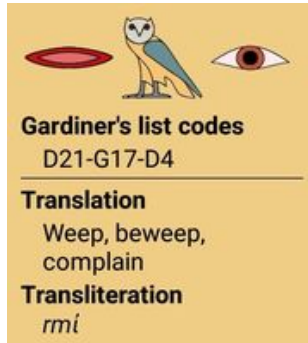 Gardiner's list codes
D21-G17-D4
Translation
Weep, beweep,
complain
Transliteration
rmí